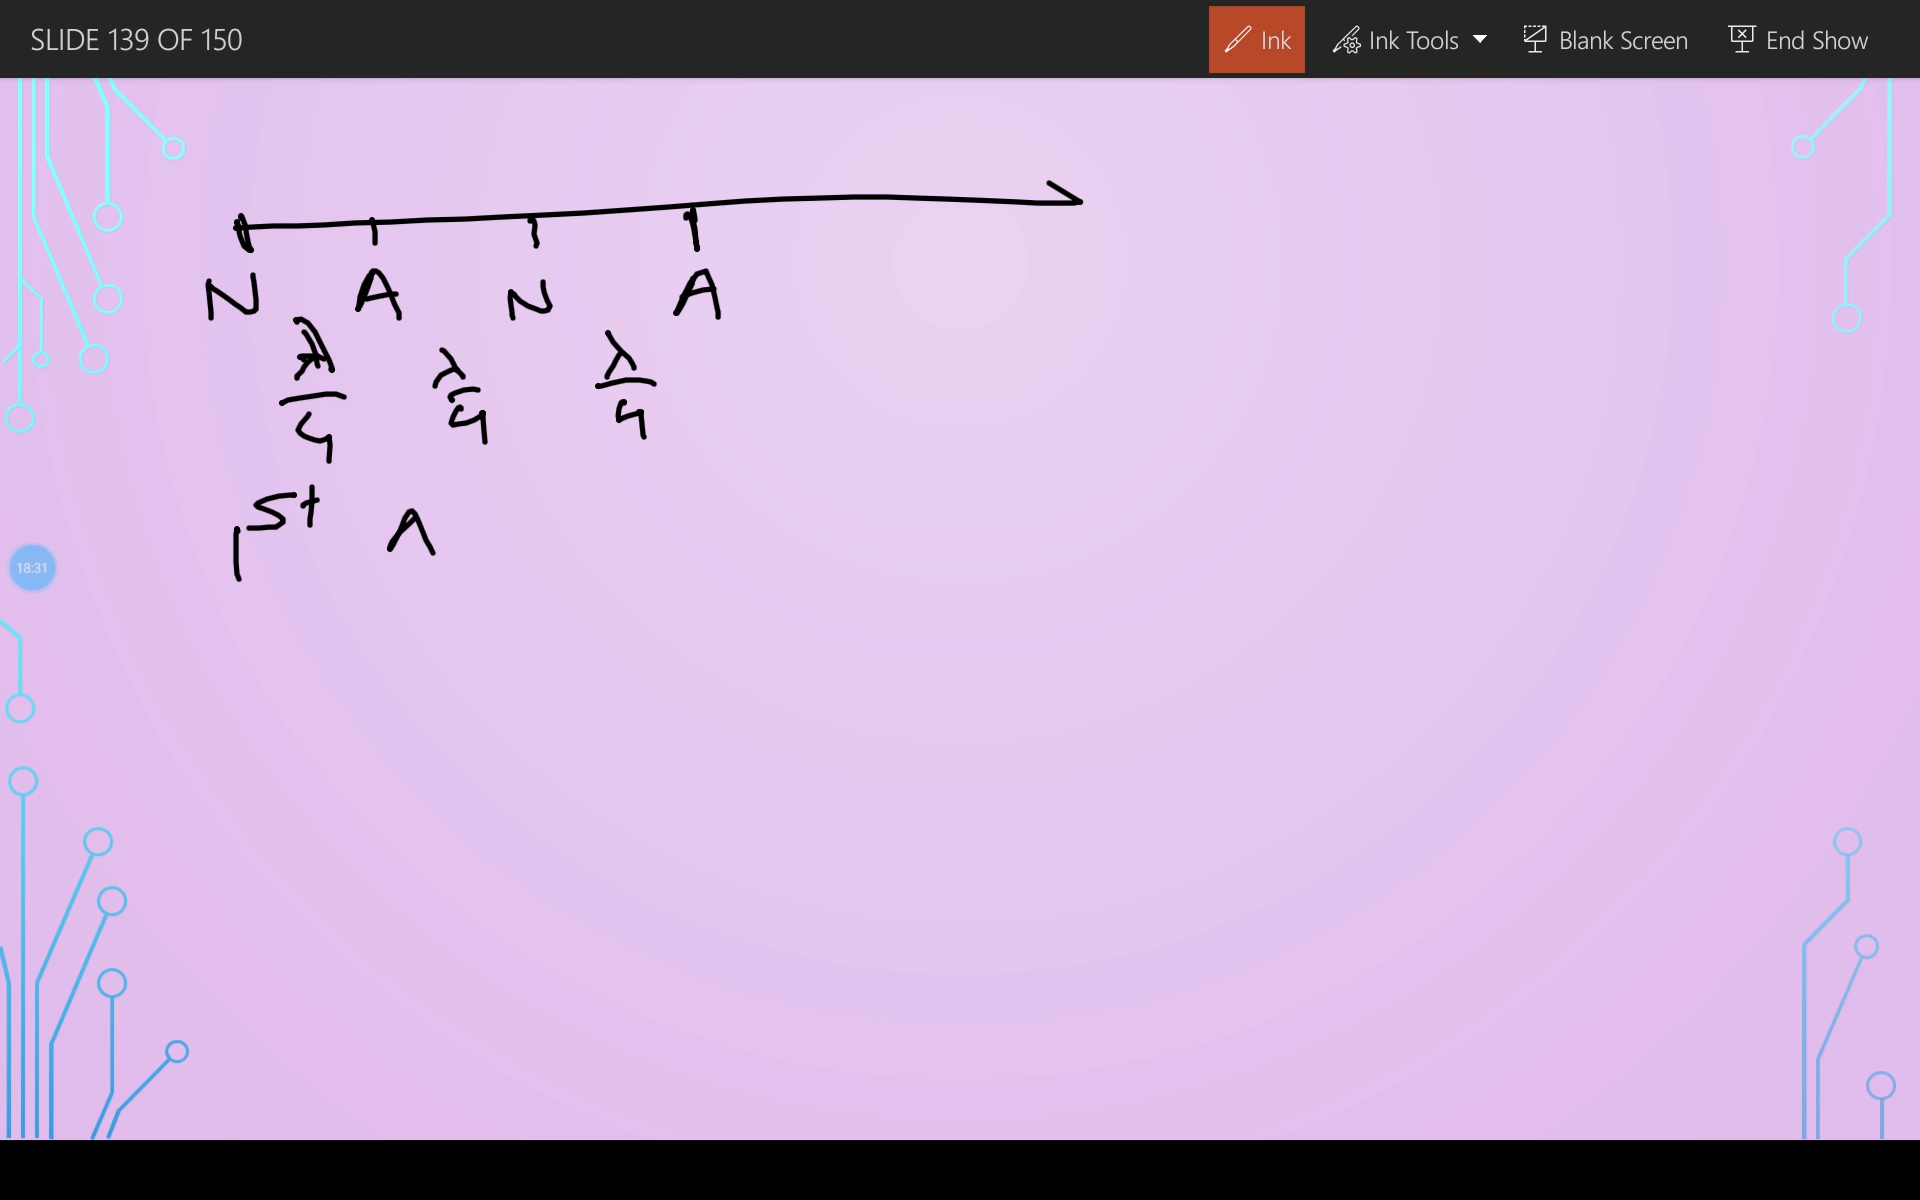 SLIDE 139 OF 150
Ink
Ink Tools
Blank Screen
End Show
N A N A
λ/4 λ/4 λ/4
1st A
18:31